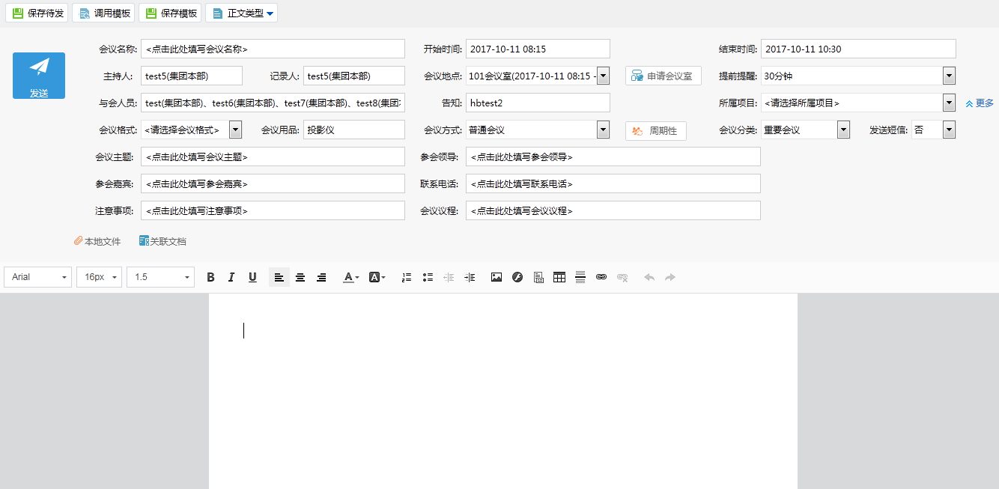 保存待发 调用模板 保存模板 正文类型
发送
会议名称: <点击此处填写会议名称> 开始时间: 2017-10-11 08:15 结束时间: 2017-10-11 10:30
主持人: test5(集团本部) 记录人: test5(集团本部) 会议地点: 101会议室(2017-10-11 08:15 - 申请会议室 提前提醒: 30分钟
与会人员: test(集团本部)、test6(集团本部)、test7(集团本部)、test8(集团 告知: hbtest2 所属项目: <请选择所属项目> 更多
会议格式: <请选择会议格式> 会议用品: 投影仪 会议方式: 普通会议 周期性 会议分类: 重要会议 发送短信: 否
会议主题: <点击此处填写会议主题> 参会领导: <点击此处填写参会领导>
参会嘉宾: <点击此处填写参会嘉宾> 联系电话: <点击此处填写联系电话>
注意事项: <点击此处填写注意事项> 会议议程: <点击此处填写会议议程>
本地文件 关联文档
Arial 16px 1.5 B I U A A